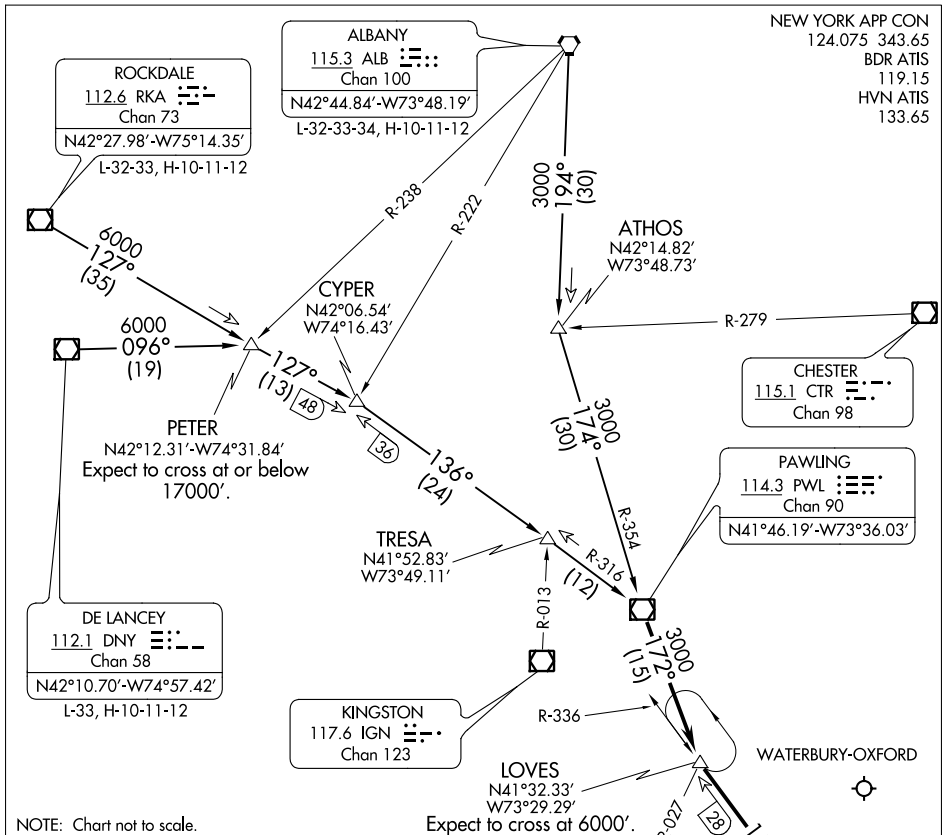 NEW YORK APP CON
124.075 343.65
BDR ATIS
119.15
HVN ATIS
133.65
ALBANY
115.3 ALB
Chan 100
N42°44.84'-W73°48.19'
L-32-33-34, H-10-11-12
ROCKDALE
112.6 RKA
Chan 73
N42°27.98'-W75°14.35'
L-32-33, H-10-11-12
R-238
R-222
3000
194°
(30)
ATHOS
N42°14.82'
W73°48.73'
6000
127°
(35)
CYPER
N42°06.54'
W74°16.43'
R-279
6000
096°
(19)
127°
(13)
48
36
CHESTER
115.1 CTR
Chan 98
PETER
N42°12.31'-W74°31.84'
Expect to cross at or below
17000'.
3000
174°
(30)
136°
(24)
PAWLING
114.3 PWL
Chan 90
N41°46.19'-W73°36.03'
R-354
TRESA
N41°52.83'
W73°49.11'
R-316
(12)
R-013
DE LANCEY
112.1 DNY
Chan 58
N42°10.70'-W74°57.42'
L-33, H-10-11-12
3000
172°
(15)
KINGSTON
117.6 IGN
Chan 123
R-336
WATERBURY-OXFORD
LOVES
N41°32.33'
W73°29.29'
Expect to cross at 6000'.
28
NOTE: Chart not to scale.